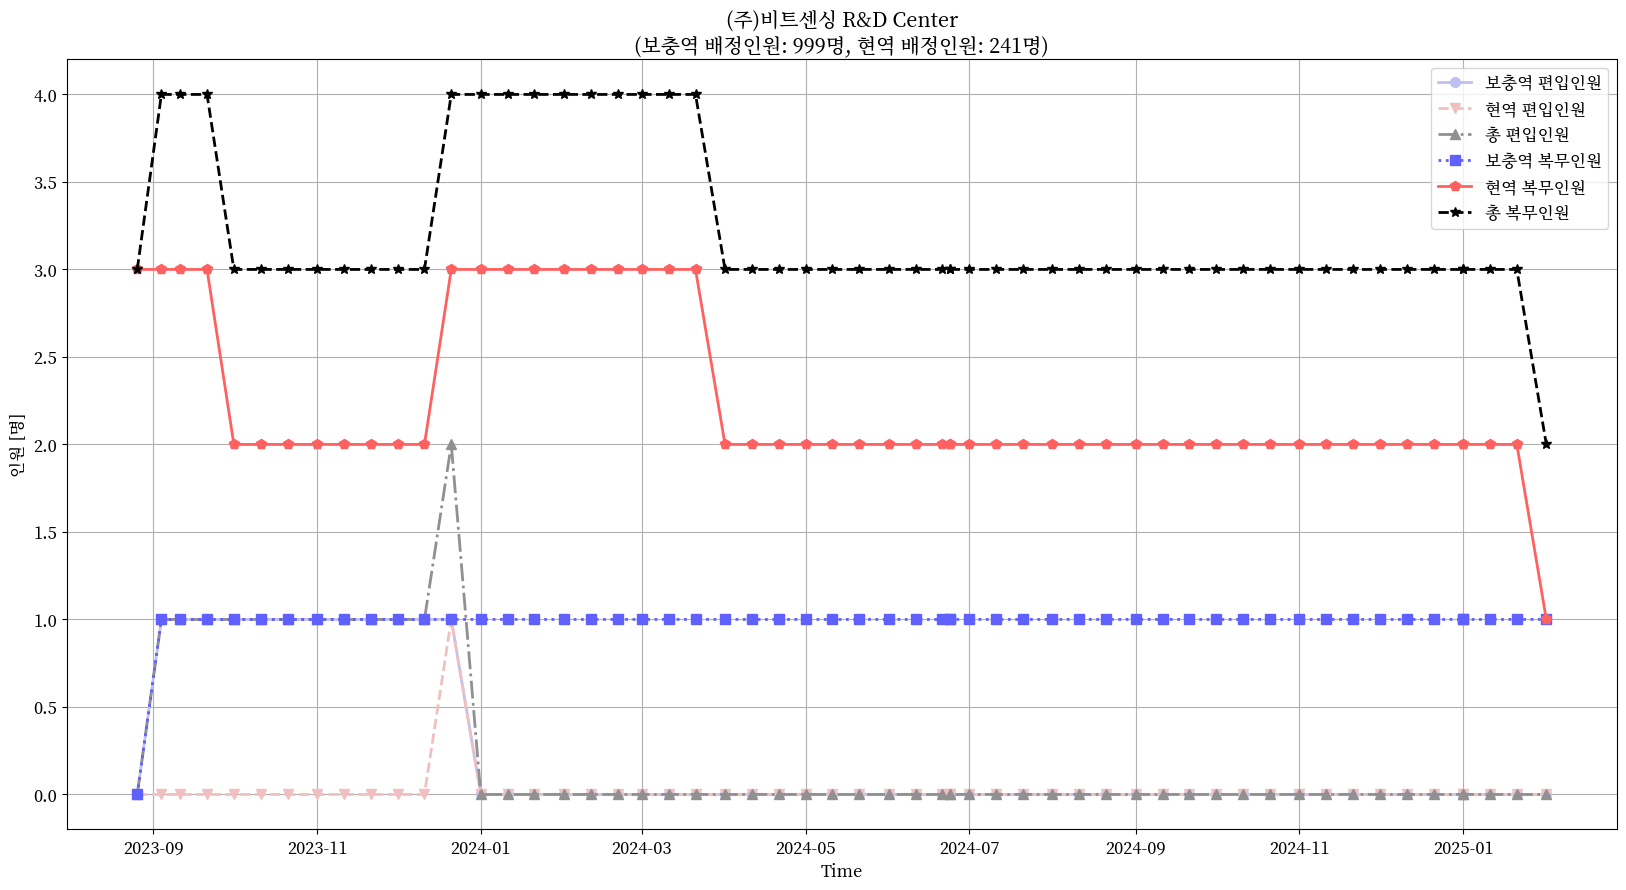 (주)비트센싱 R&D Center
(보충역 배정인원: 999명, 현역 배정인원: 241명)
보충역 편입인원
현역 편입인원
총 편입인원
보충역 복무인원
현역 복무인원
총 복무인원
인원 [명]
4.0
3.5
3.0
2.5
2.0
1.5
1.0
0.5
0.0
2023-09 2023-11 2024-01 2024-03 2024-05 2024-07 2024-09 2024-11 2025-01
Time